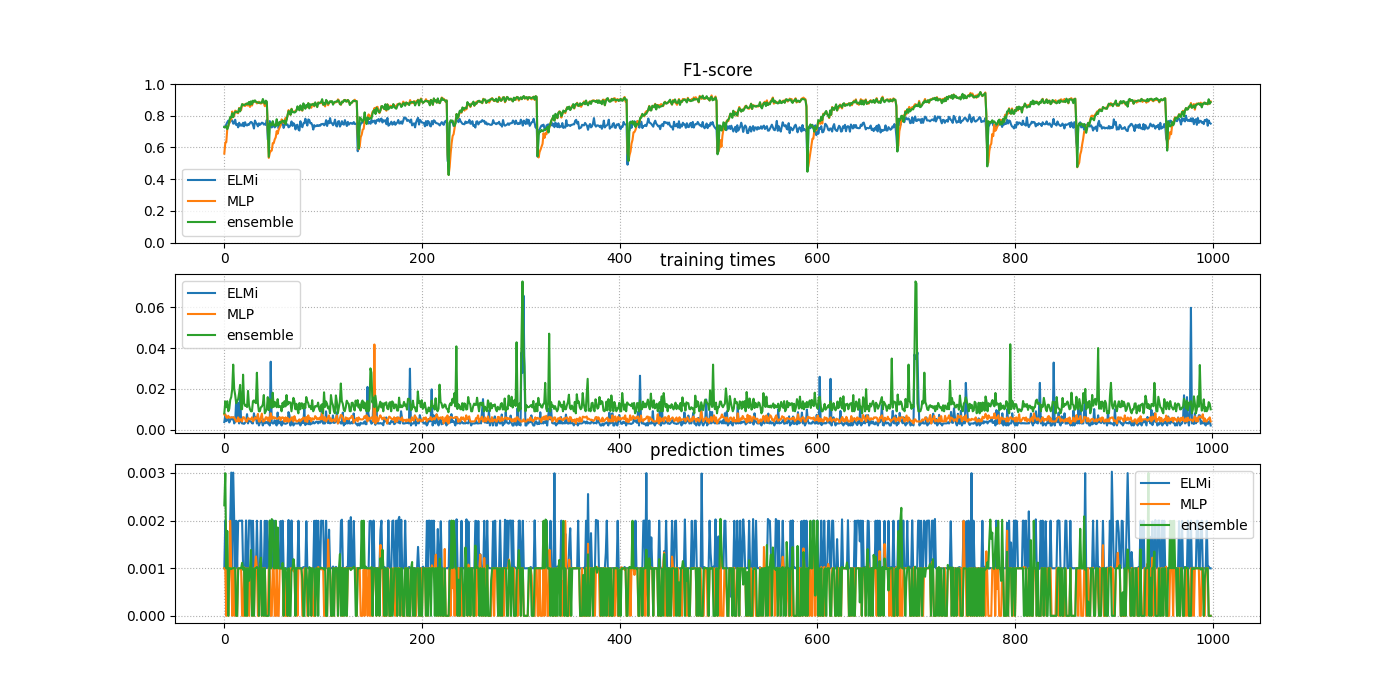 F1-score
1.0
0.8
0.6
0.4
0.2
0.0
ELMi
MLP
ensemble
0 200 400 600 800 1000
training times
0.06
0.04
0.02
0.00
ELMi
MLP
ensemble
0 200 400 600 800 1000
prediction times
0.003
0.002
0.001
0.000
ELMi
MLP
ensemble
0 200 400 600 800 1000